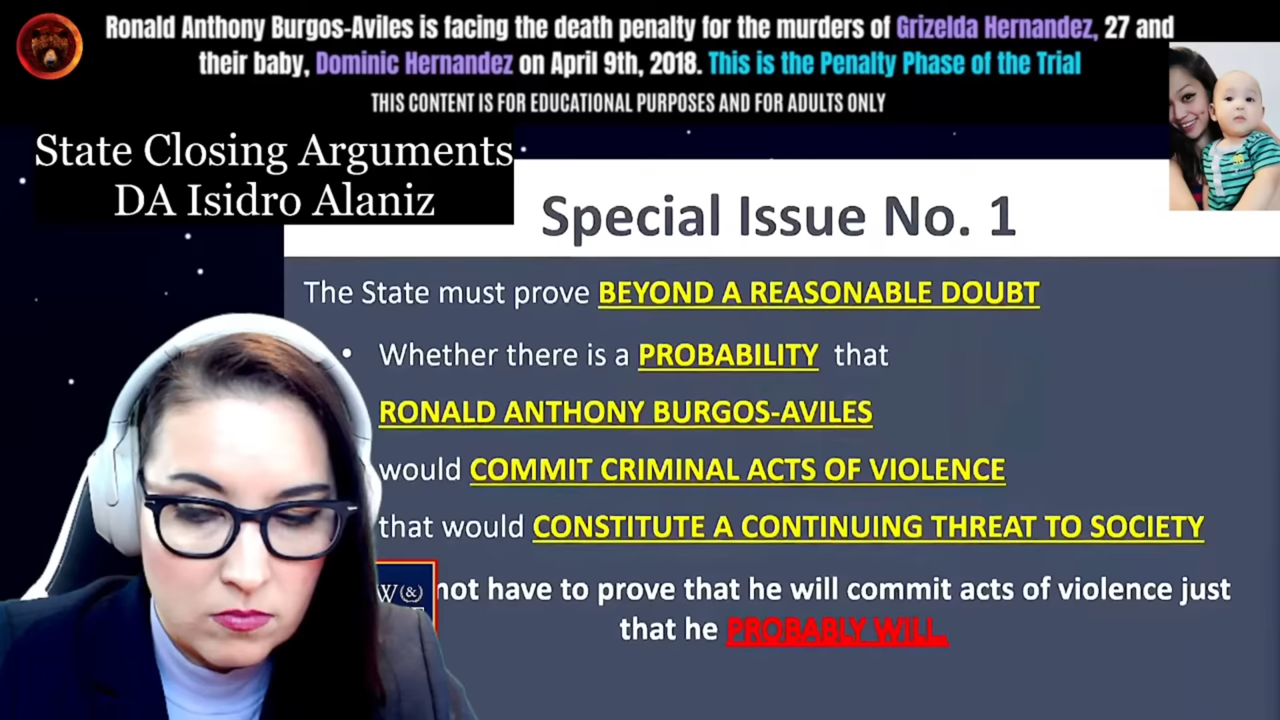 Ronald Anthony Burgos-Aviles is facing the death penalty for the murders of Grizelda Hernandez, 27 and
their baby, Dominic Hernandez on April 9th, 2018. This is the Penalty Phase of the Trial
THIS CONTENT IS FOR EDUCATIONAL PURPOSES AND FOR ADULTS ONLY
State Closing Arguments
DA Isidro Alaniz
Special Issue No. 1
The State must prove BEYOND A REASONABLE DOUBT
• Whether there is a PROBABILITY that
RONALD ANTHONY BURGOS-AVILES
would COMMIT CRIMINAL ACTS OF VIOLENCE
that would CONSTITUTE A CONTINUING THREAT TO SOCIETY
W(&)
not have to prove that he will commit acts of violence just
that he PROBABLY WILL.